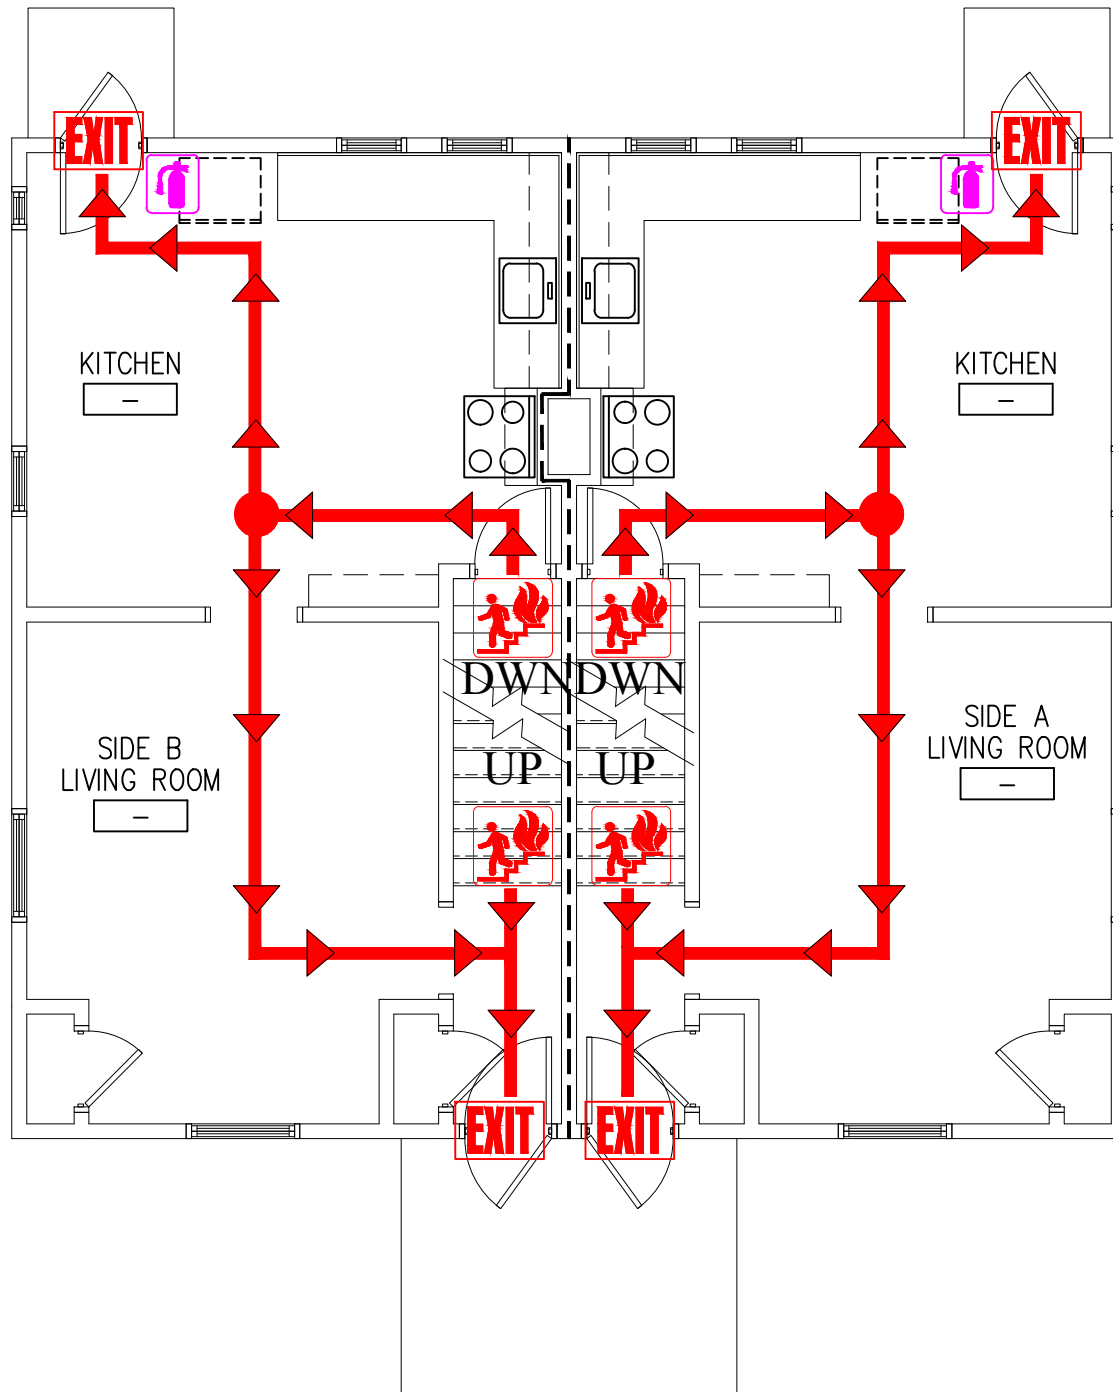 EXIT
EXIT
KITCHEN
KITCHEN
DWN
DWN
SIDE B
LIVING ROOM
UP
UP
SIDE A
LIVING ROOM
EXIT
EXIT